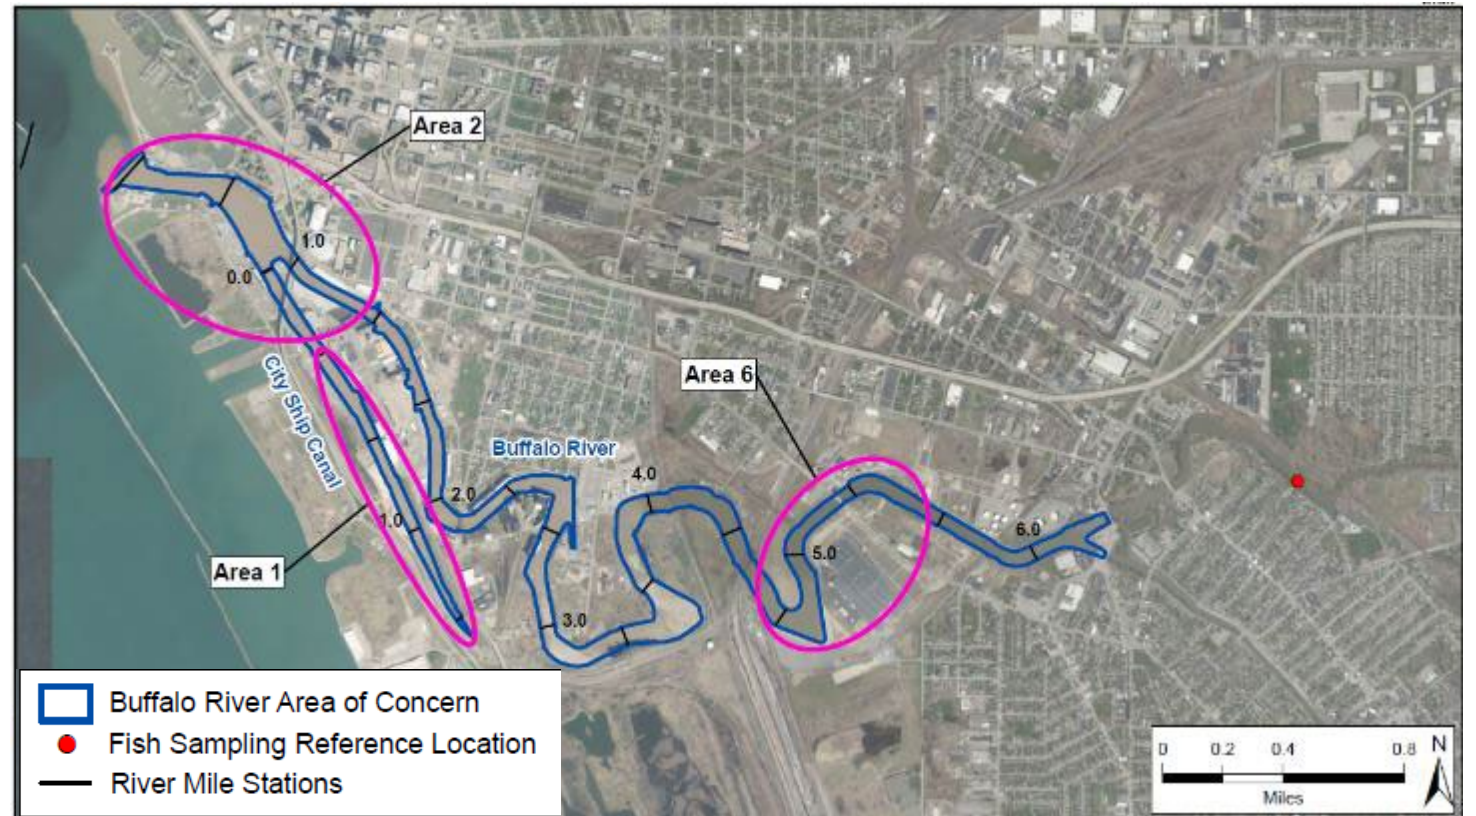 Area 2
1.0
0.0
City Ship Canal
Area 6
Buffalo River
4.0
2.0
1.0
6.0
5.0
Area 1
3.0
Buffalo River Area of Concern
Fish Sampling Reference Location
River Mile Stations
0 0.2 0.4 0.8
N
Miles